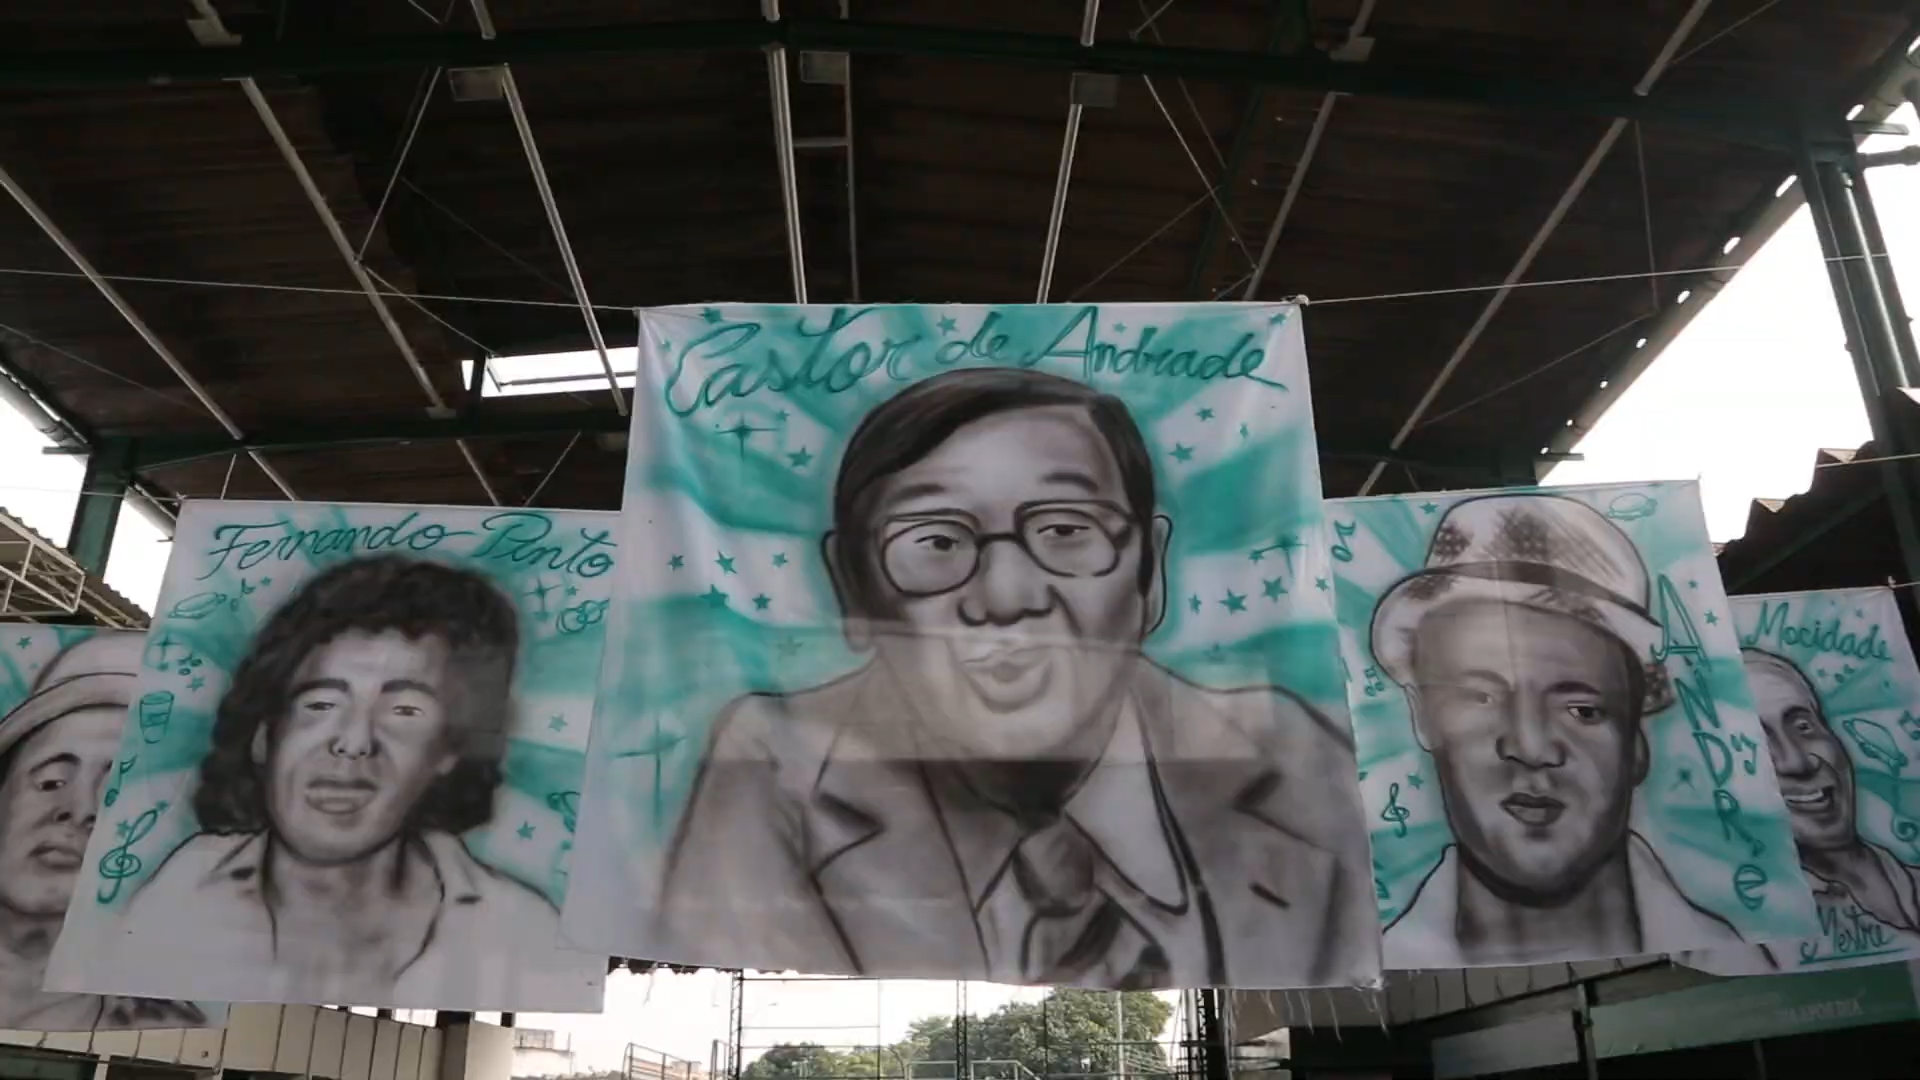 Castor de Andrade
Fernando Pinto
ANDRé
Mocidade
Mestre